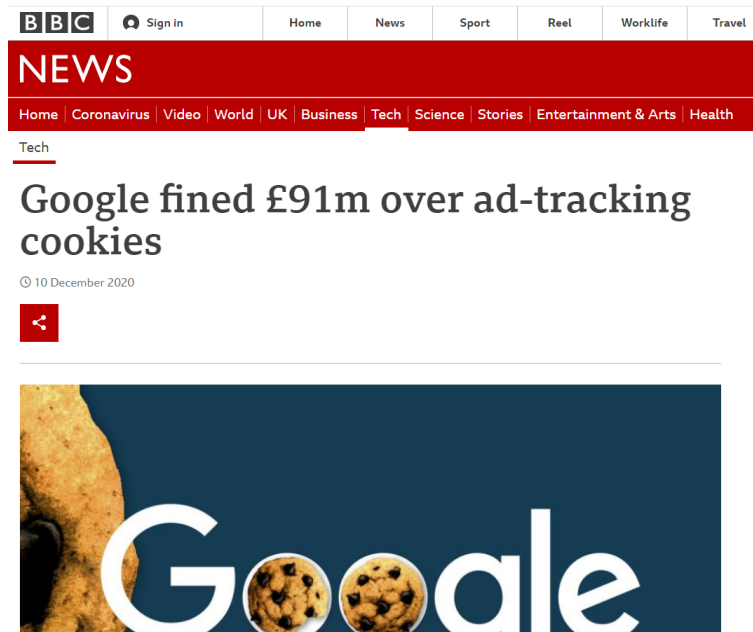 BBC Sign in Home News Sport Reel Worklife Travel
NEWS
Home Coronavirus Video World UK Business Tech Science Stories Entertainment & Arts Health
Tech
Google fined £91m over ad-tracking
cookies
10 December 2020
Google